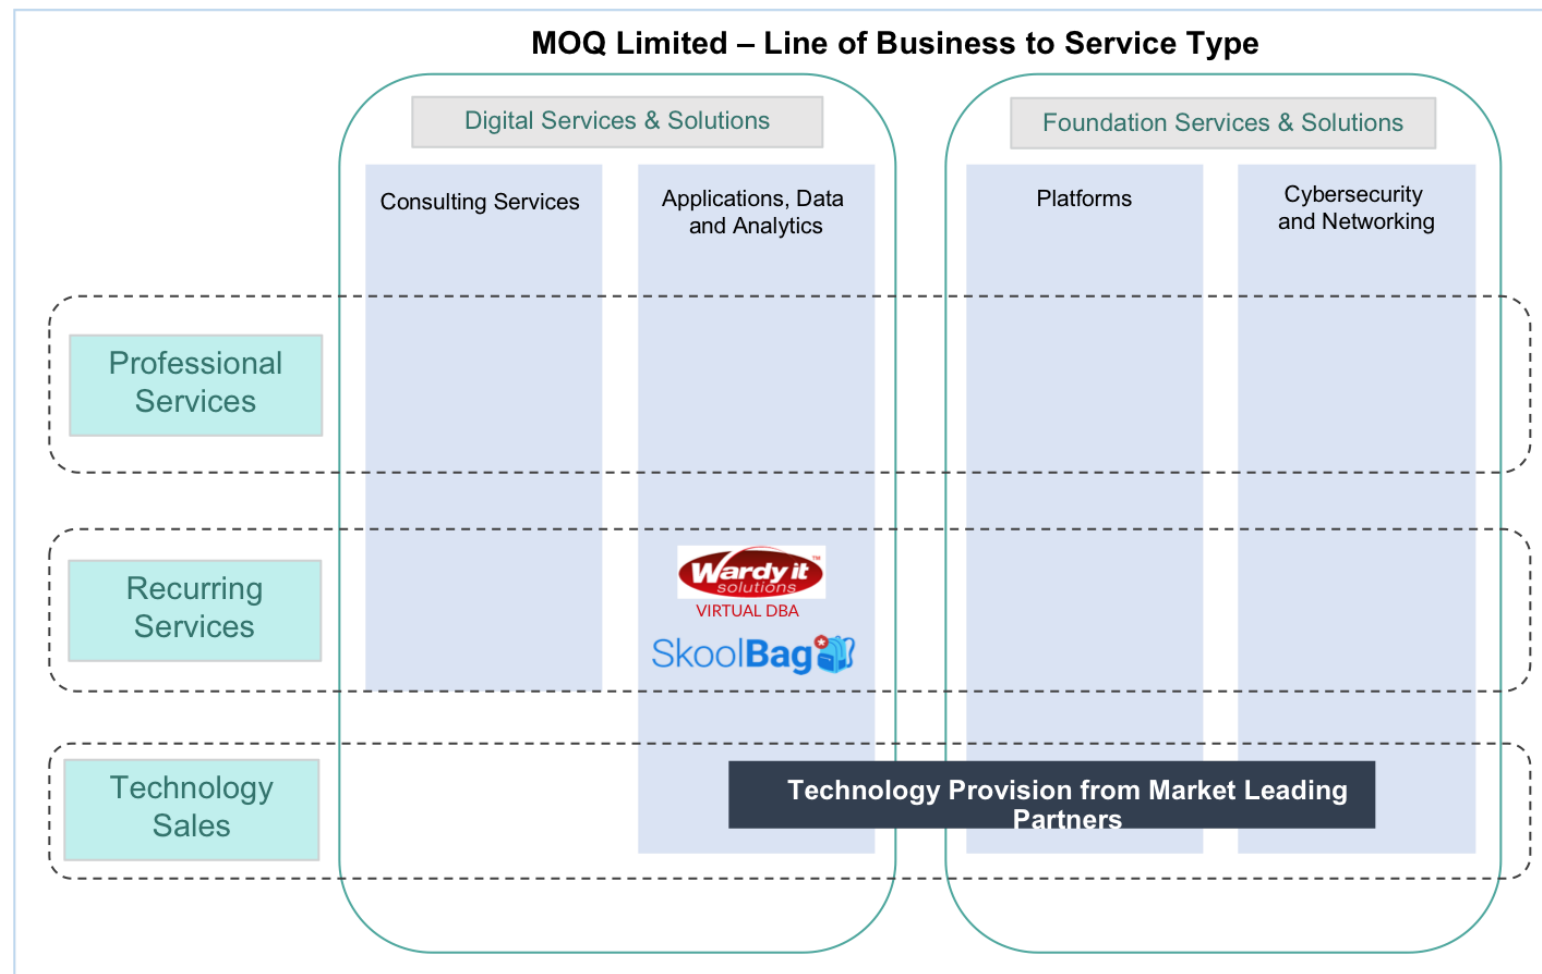 MOQ Limited – Line of Business to Service Type
Digital Services & Solutions
Foundation Services & Solutions
Consulting Services
Applications, Data
and Analytics
Platforms
Cybersecurity
and Networking
Professional
Services
Recurring
Services
Wardy it
™
solutions
VIRTUAL DBA
SkoolBag
Technology
Sales
Technology Provision from Market Leading
Partners